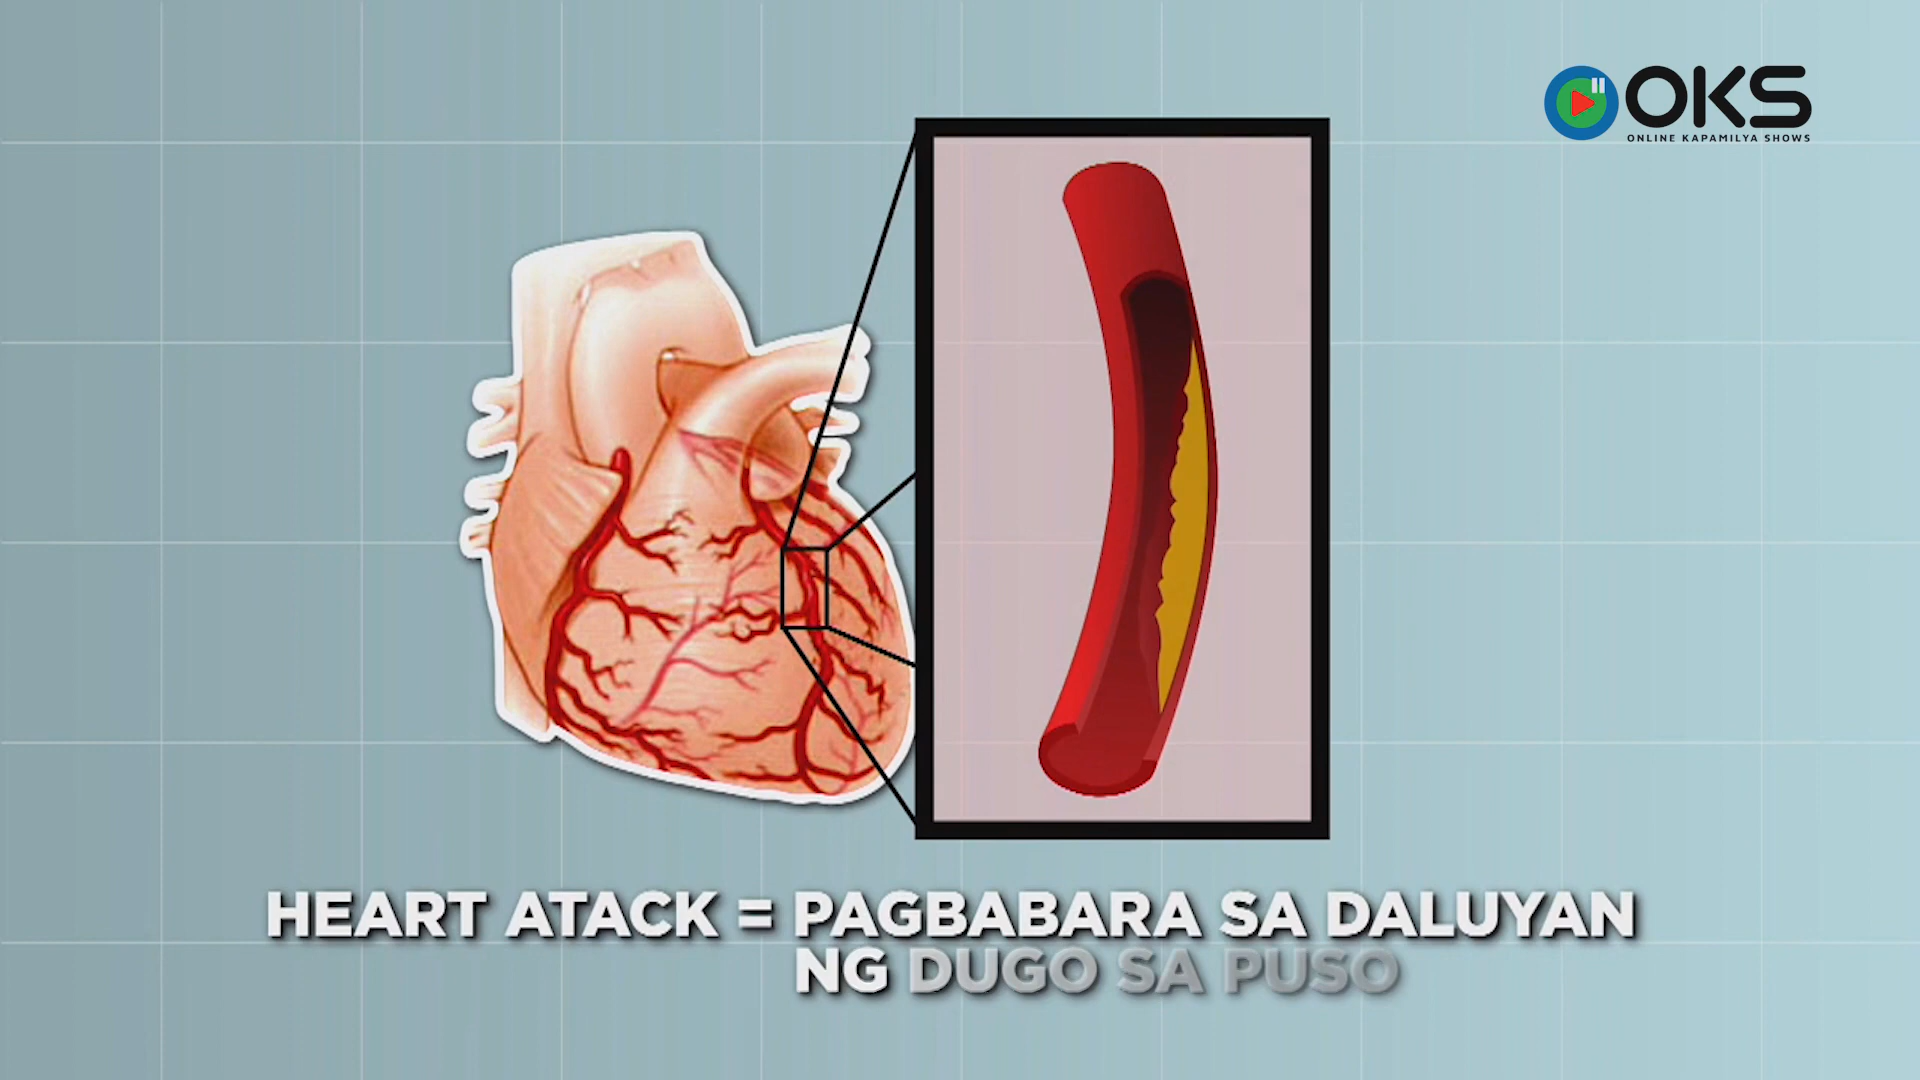 OKS
ONLINE KAPAMILYA SHOWS
HEART ATACK = PAGBABARA SA DALUYAN
NG DUGO SA PUSO